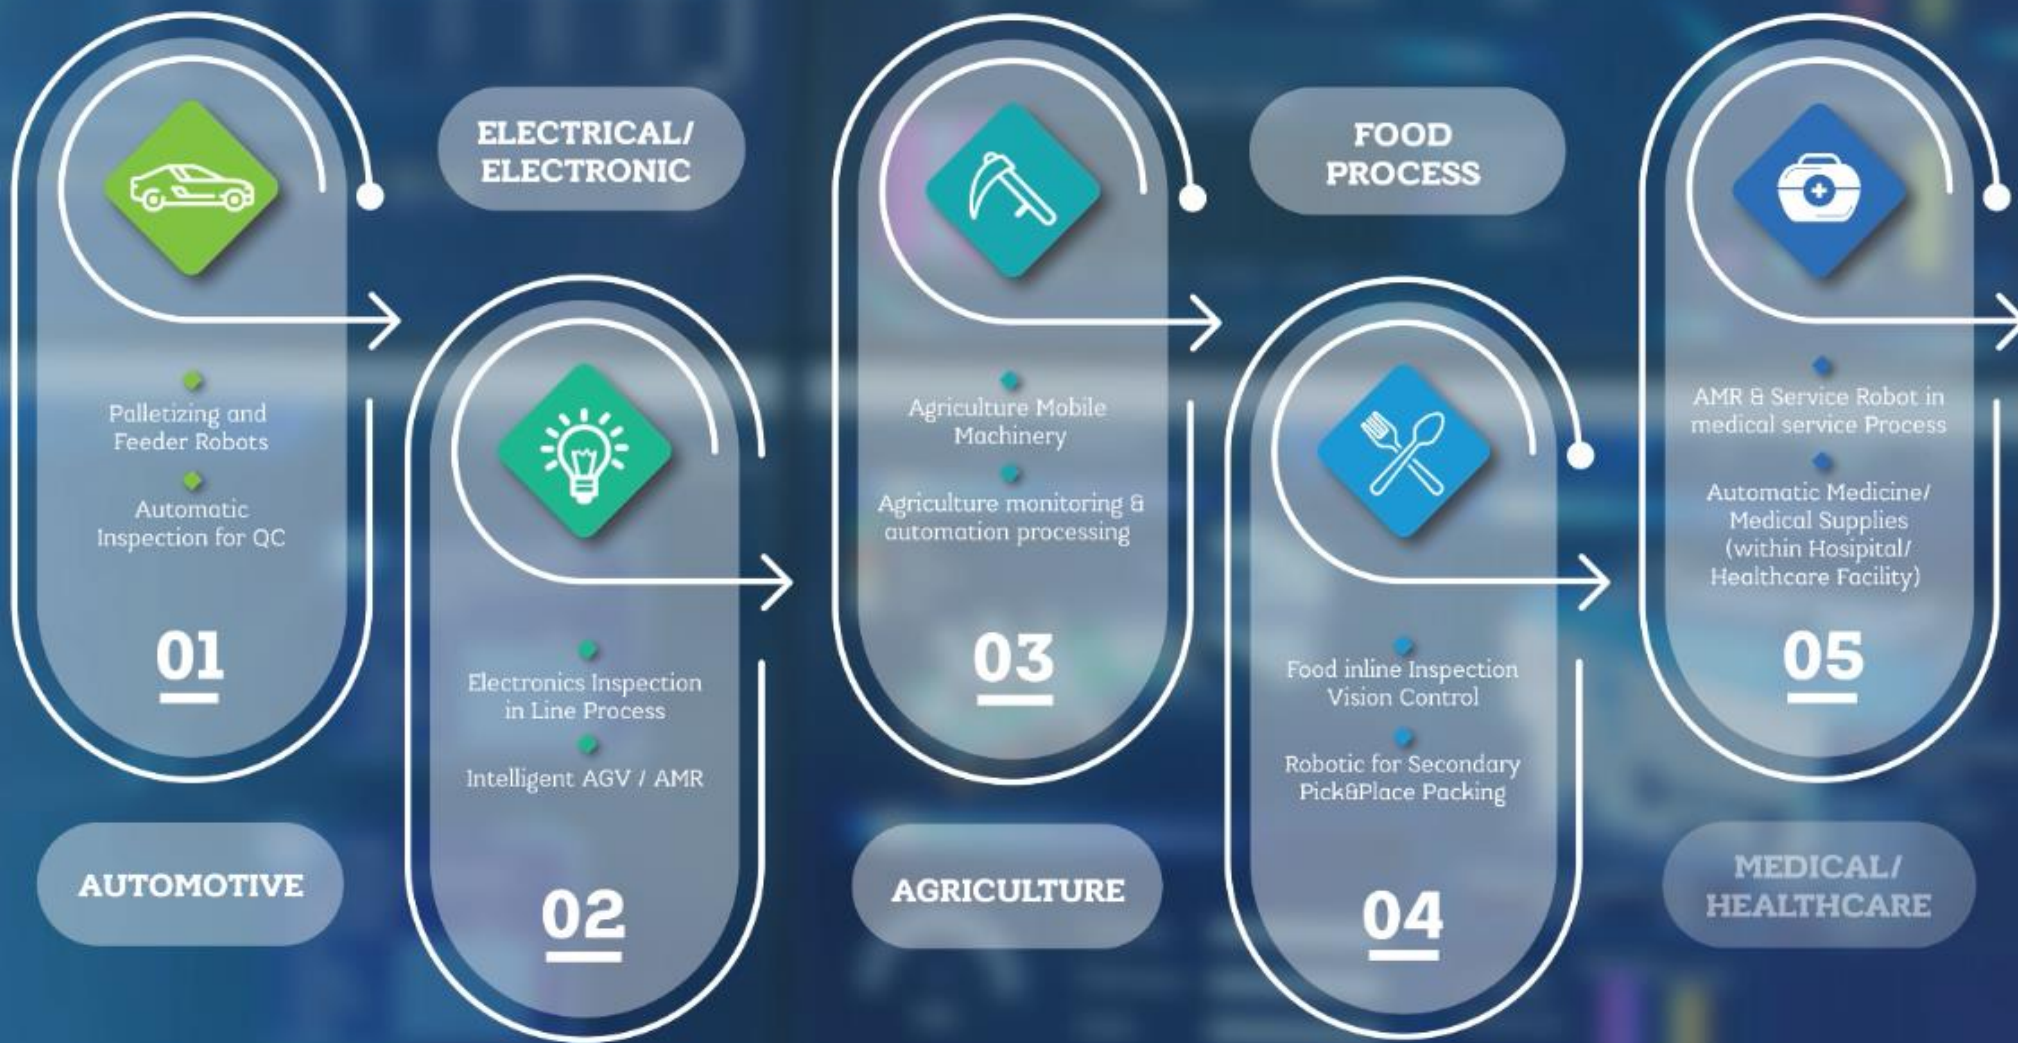 Palletizing and
Feeder Robots
Automatic
Inspection for QC
01
AUTOMOTIVE
ELECTRICAL/
ELECTRONIC
Electronics Inspection
in Line Process
Intelligent AGV / AMR
02
Agriculture Mobile
Machinery
Agriculture monitoring &
automation processing
03
AGRICULTURE
FOOD
PROCESS
Food inline Inspection
Vision Control
Robotic for Secondary
Pick&Place Packing
04
AMR & Service Robot in
medical service Process
Automatic Medicine/
Medical Supplies
(within Hosipital/
Healthcare Facility)
05
MEDICAL/
HEALTHCARE